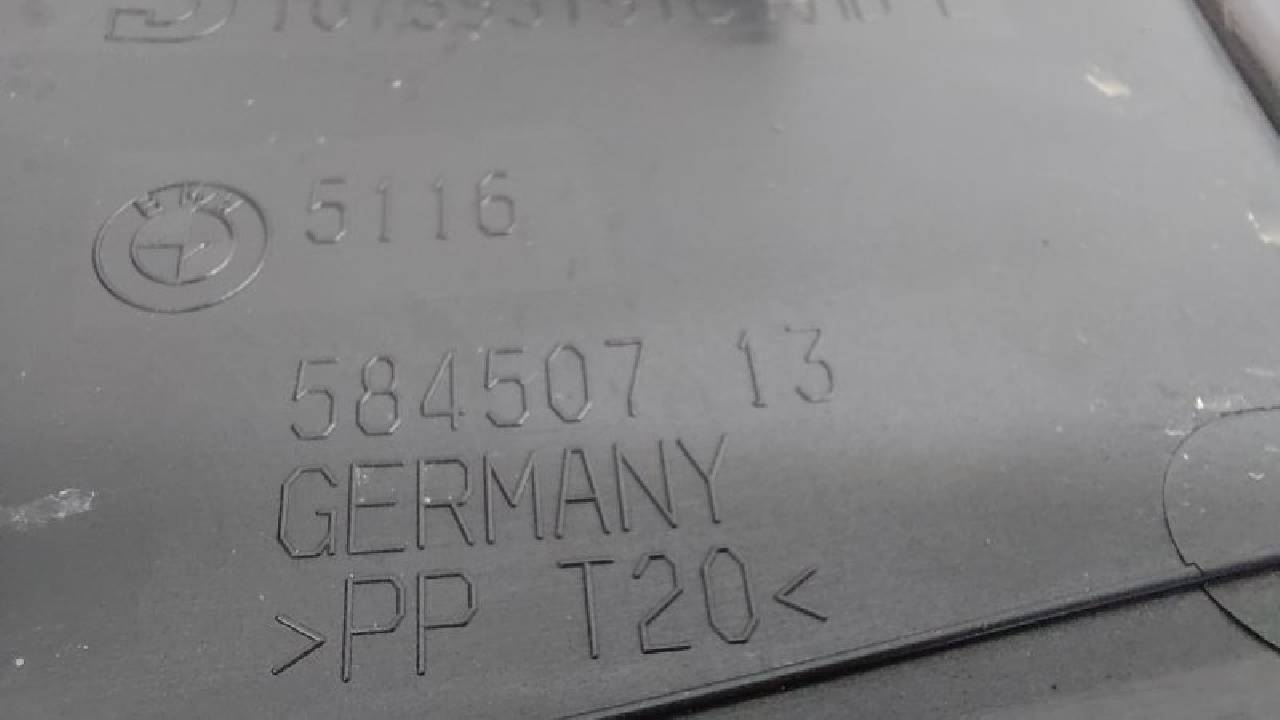 5116
584507 13
GERMANY
>PP T20<